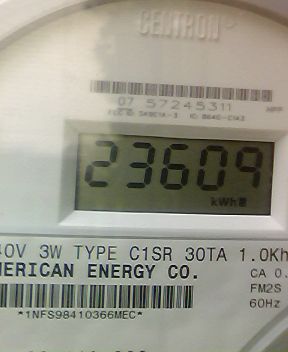 CENTRON
07 57245311
23609
kWh
40V 3W TYPE C1SR 30TA 1.0Kh
MERICAN ENERGY CO.
CA 0.
FM2S
60Hz
*1NFS98410366MEC*